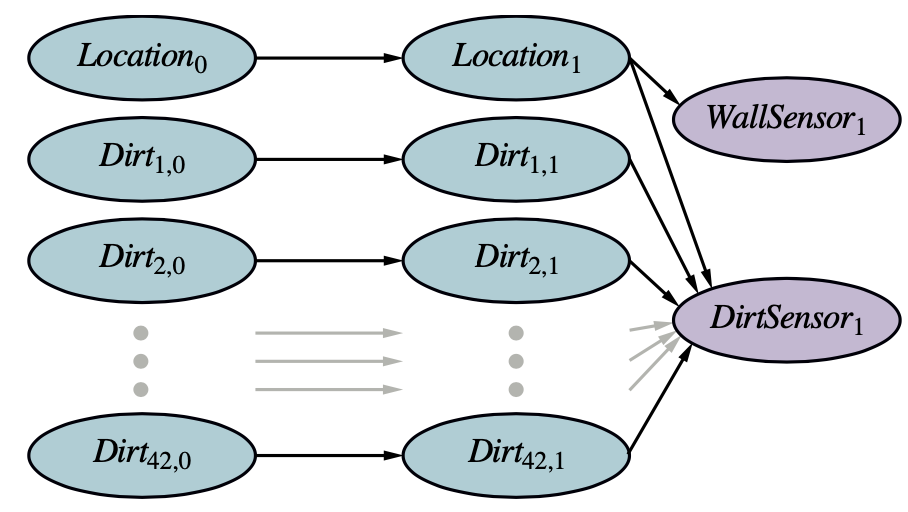 Location₀
Location₁
WallSensor₁
Dirt₁,₀
Dirt₁,₁
Dirt₂,₀
Dirt₂,₁
DirtSensor₁
Dirt₄₂,₀
Dirt₄₂,₁